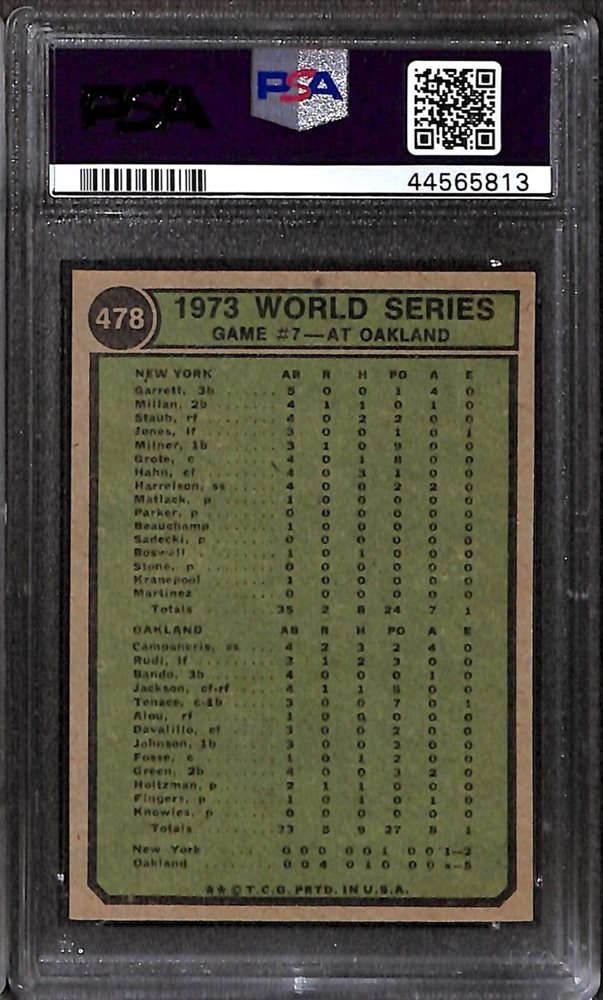 PSA
PSA
44565813
478
1973 WORLD SERIES
GAME #7—AT OAKLAND
NEW YORK AB R H PO A E
Garrett, 3b 5 0 0 1 4 0
Millan, 2b 4 1 1 0 1 0
Staub, rf 4 0 2 2 0 0
Jones, lf 3 0 0 1 0 1
Milner, 1b 3 1 0 9 0 0
Grote, c 4 0 1 8 0 0
Hahn, cf 4 0 3 1 0 0
Harrelson, ss 4 0 0 2 2 0
Matlack, p 1 0 0 0 0 0
Parker, p 0 0 0 0 0 0
Beauchamp 1 0 0 0 0 0
Sadecki, p 0 0 0 0 0 0
Boswell 1 0 1 0 0 0
Stone, p 0 0 0 0 0 0
Kranepool 1 0 0 0 0 0
Martinez 0 0 0 0 0 0
Totals 35 2 8 24 7 1
OAKLAND AB R H PO A E
Campaneris, ss 4 2 3 2 4 0
Rudi, lf 3 1 2 3 0 0
Bando, 3b 4 0 0 0 1 0
Jackson, cf-rf 4 1 1 0 0
Tenace, c-1b 3 0 0 7 0 1
Alou, rf 1 0 0 0 0 0
Davalillo, cf 3 0 0 2 0 0
Johnson, 1b 3 0 0 3 0 0
Fosse, c 1 0 1 2 0 0
Green, 2b 4 0 0 3 2 0
Holtzman, p 2 1 1 0 0 0
Fingers, p 1 0 1 0 1 0
Knowles, p 0 0 0 0 0 0
Totals 33 5 9 27 8 1
New York 0 0 0 0 0 1 0 0 1—2
Oakland 0 0 4 0 1 0 0 0 x—5
★★ © T.C.G. PRTD. IN U.S.A.